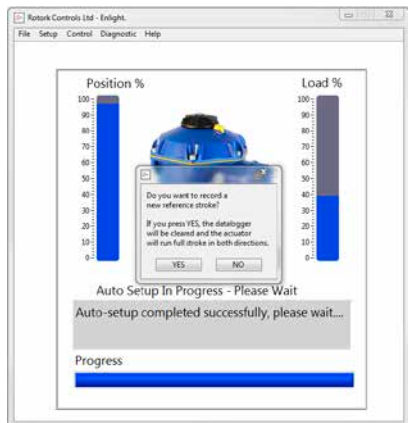 Rotork Controls Ltd - Enlight.
File Setup Control Diagnostic Help
Position %
Load %
100
90
80
70
60
50
40
30
20
10
0
100
90
80
70
60
50
40
30
20
10
0
Do you want to record a
new reference stroke?
If you press YES, the datalogger
will be cleared and the actuator
will run full stroke in both directions.
YES NO
Auto Setup In Progress - Please Wait
Auto-setup completed successfully, please wait....
Progress